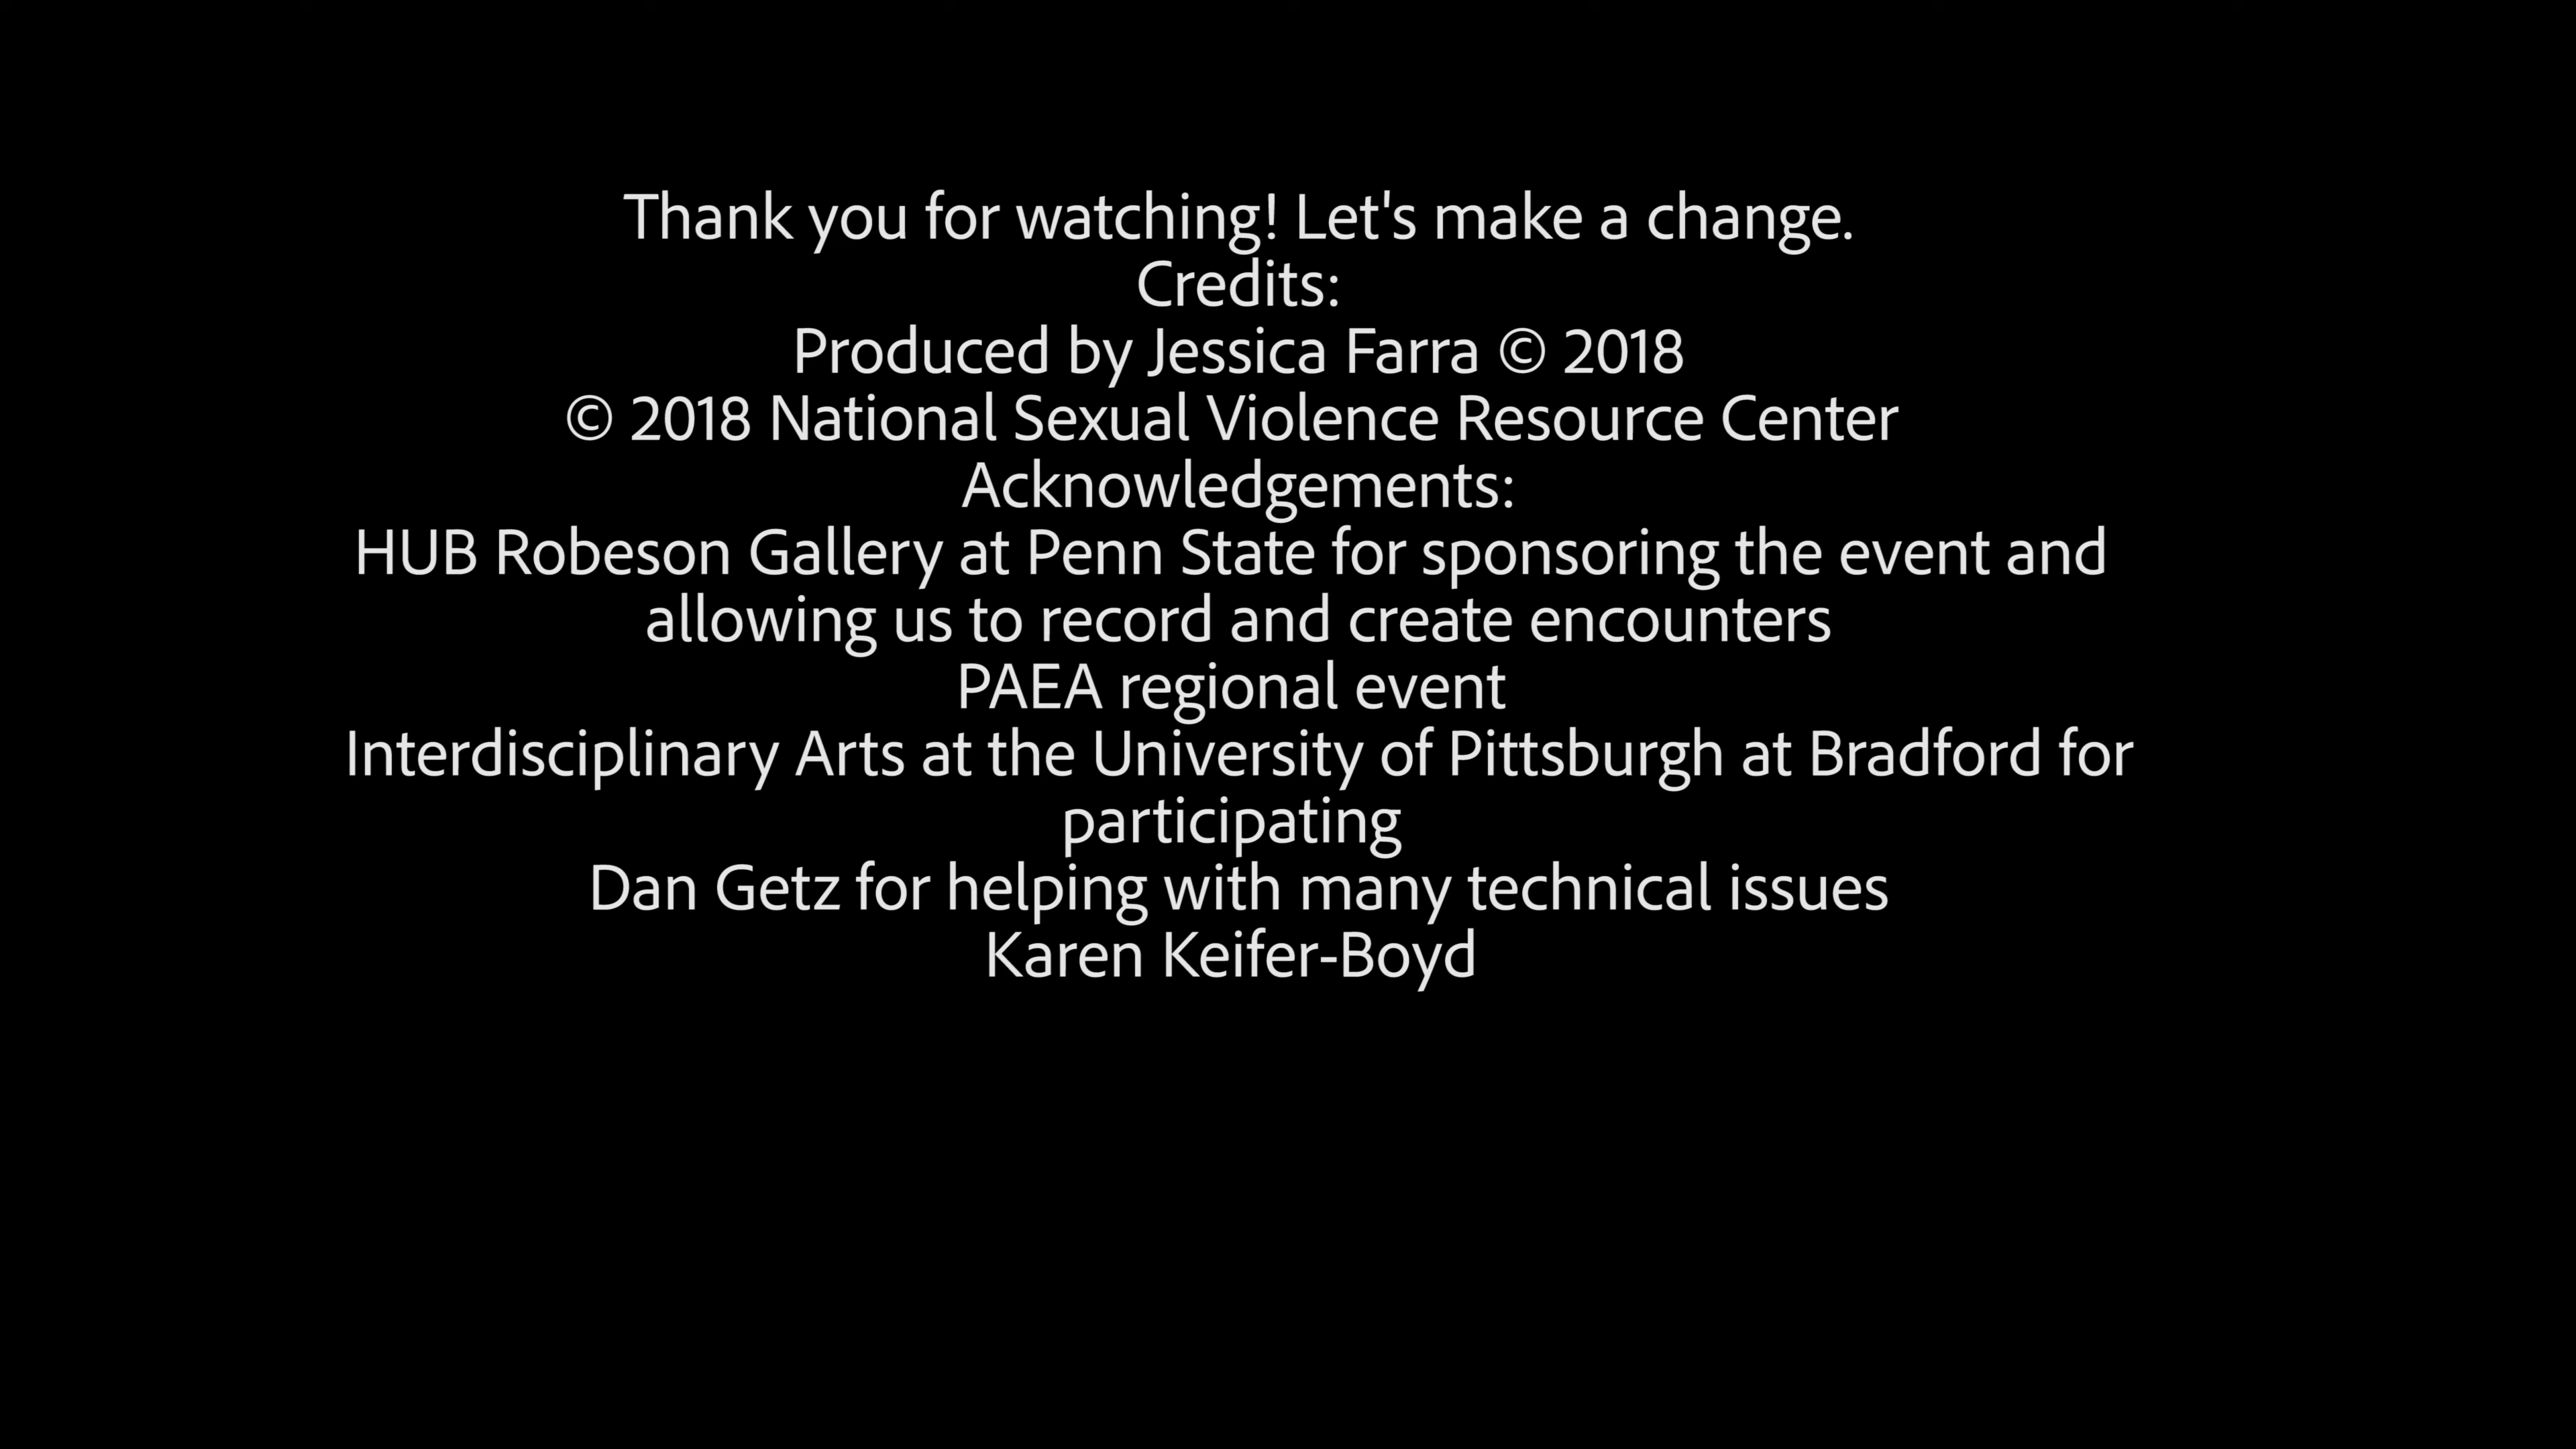 Thank you for watching! Let's make a change.
Credits:
Produced by Jessica Farra © 2018
© 2018 National Sexual Violence Resource Center
Acknowledgements:
HUB Robeson Gallery at Penn State for sponsoring the event and
allowing us to record and create encounters
PAEA regional event
Interdisciplinary Arts at the University of Pittsburgh at Bradford for
participating
Dan Getz for helping with many technical issues
Karen Keifer-Boyd